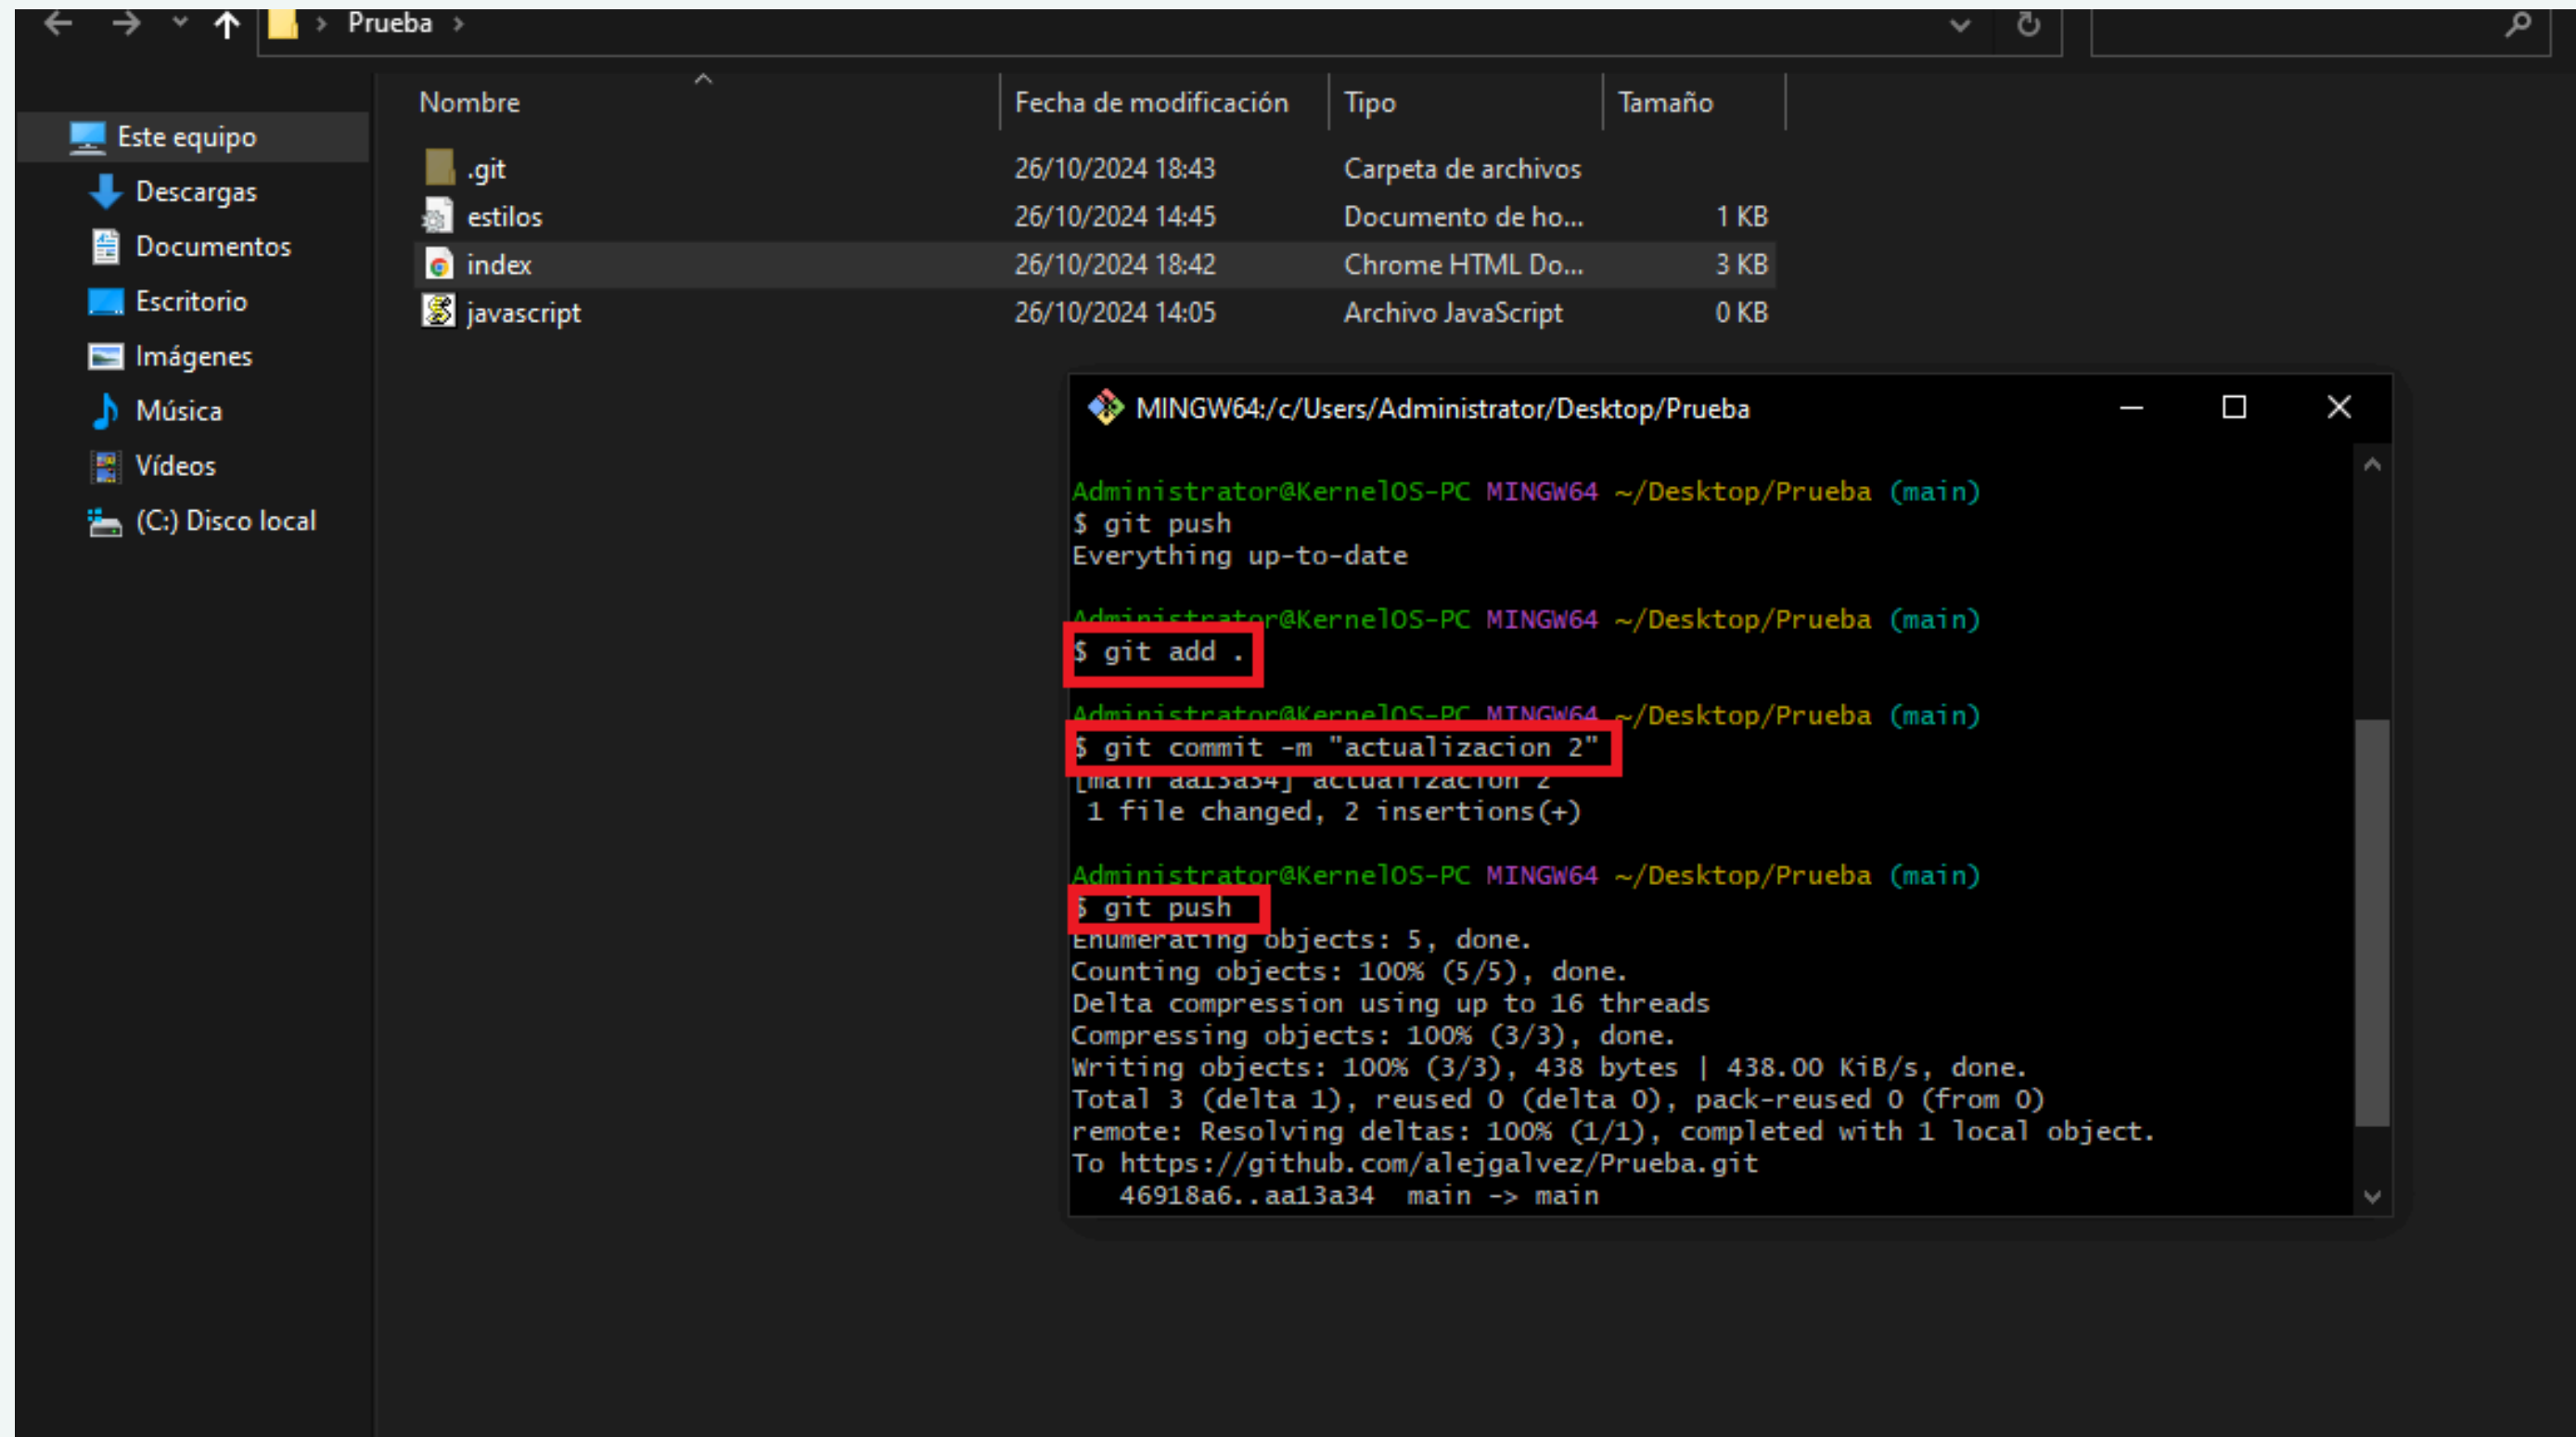 Prueba
Nombre Fecha de modificación Tipo Tamaño
Este equipo
Descargas
Documentos
Escritorio
Imágenes
Música
Vídeos
(C:) Disco local
.git 26/10/2024 18:43 Carpeta de archivos
estilos 26/10/2024 14:45 Documento de ho... 1 KB
index 26/10/2024 18:42 Chrome HTML Do... 3 KB
javascript 26/10/2024 14:05 Archivo JavaScript 0 KB
MINGW64:/c/Users/Administrator/Desktop/Prueba
Administrator@KernelOS-PC MINGW64 ~/Desktop/Prueba (main)
$ git push
Everything up-to-date
Administrator@KernelOS-PC MINGW64 ~/Desktop/Prueba (main)
$ git add .
Administrator@KernelOS-PC MINGW64 ~/Desktop/Prueba (main)
$ git commit -m "actualizacion 2"
[main aa13a34] actualizacion 2
1 file changed, 2 insertions(+)
Administrator@KernelOS-PC MINGW64 ~/Desktop/Prueba (main)
$ git push
Enumerating objects: 5, done.
Counting objects: 100% (5/5), done.
Delta compression using up to 16 threads
Compressing objects: 100% (3/3), done.
Writing objects: 100% (3/3), 438 bytes | 438.00 KiB/s, done.
Total 3 (delta 1), reused 0 (delta 0), pack-reused 0 (from 0)
remote: Resolving deltas: 100% (1/1), completed with 1 local object.
To https://github.com/alejgalvez/Prueba.git
46918a6..aa13a34 main -> main